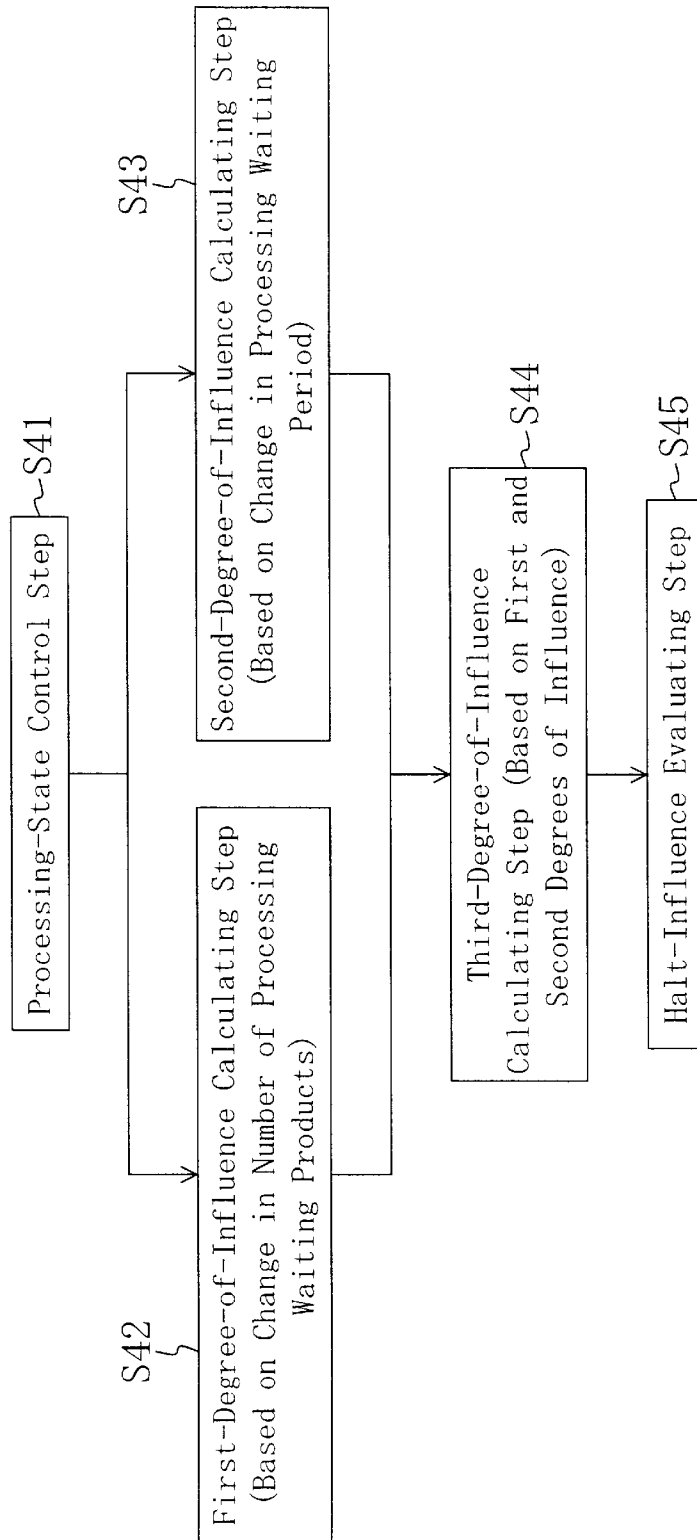 Processing-State Control Step
S41
S42
First-Degree-of-Influence Calculating Step
(Based on Change in Number of Processing
Waiting Products)
S43
Second-Degree-of-Influence Calculating Step
(Based on Change in Processing Waiting
Period)
Third-Degree-of-Influence
Calculating Step (Based on First and
Second Degrees of Influence)
S44
Halt-Influence Evaluating Step
S45